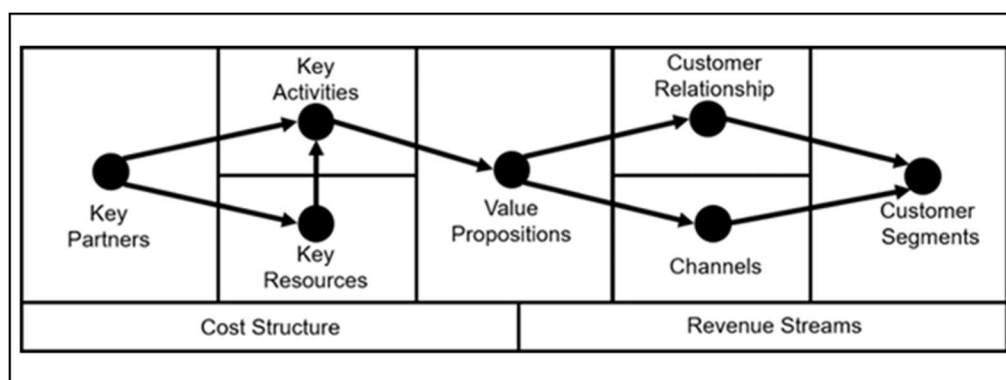 Key
Partners
Key
Activities
Key
Resources
Value
Propositions
Customer
Relationship
Channels
Customer
Segments
Cost Structure
Revenue Streams